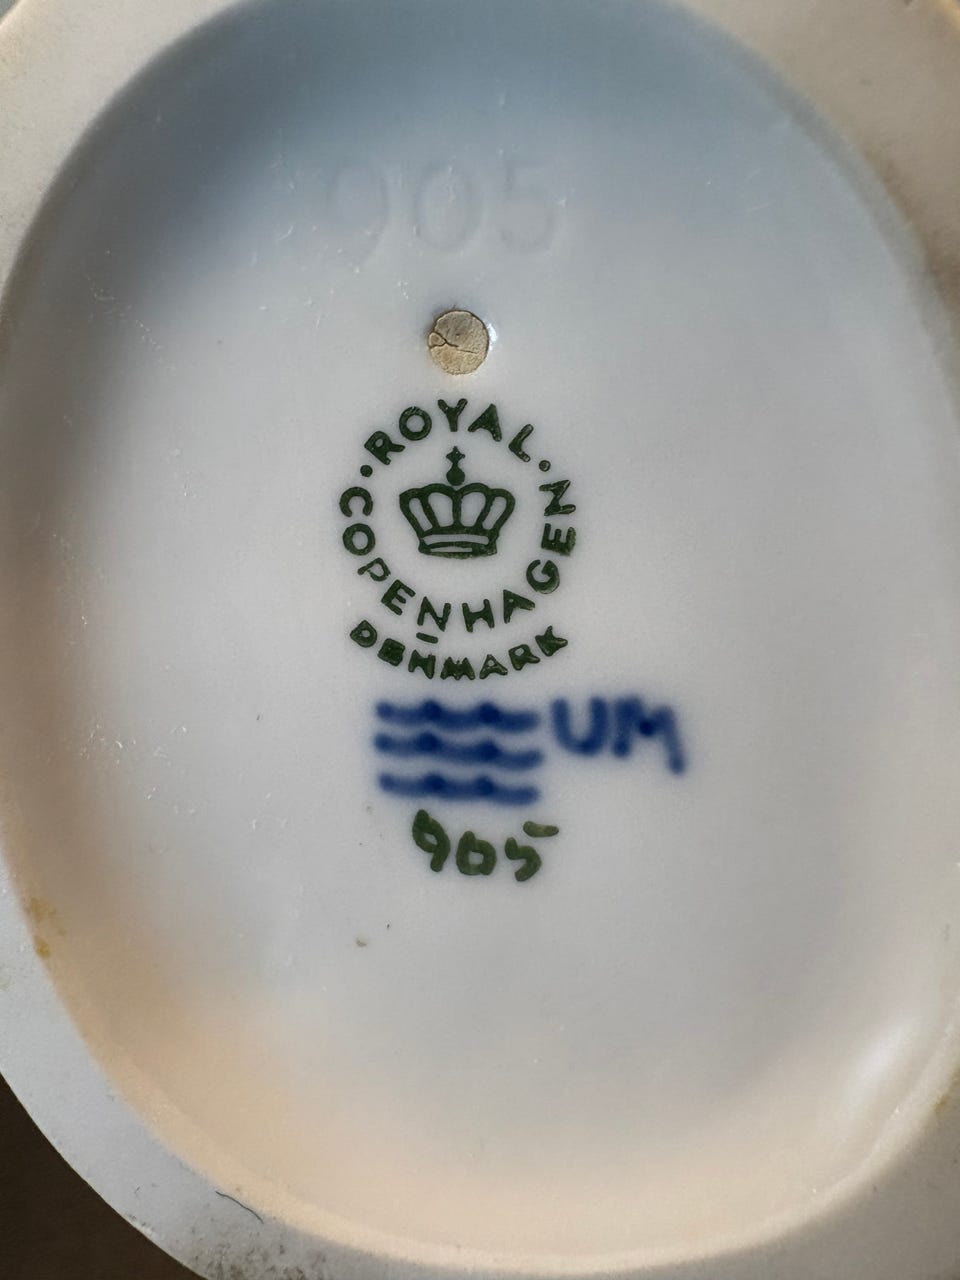 905
ROYAL
COPENHAGEN
DENMARK
UM
905